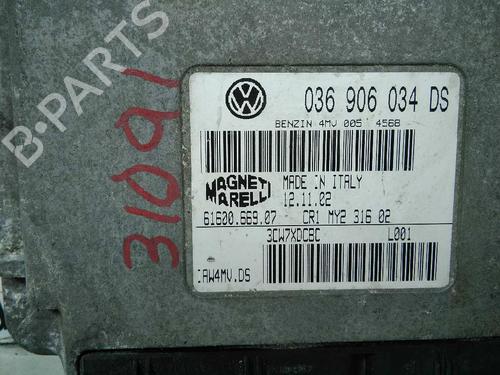 B-PARTS
31091
VW
036 906 034 DS
BENZIN 4MV 005 4568
MAGNETI
MARELLI
MADE IN ITALY
12.11.02
61600.669.07 CR1 MY2 316 02
3CW7XDCBC L001
IAW4MV.DS